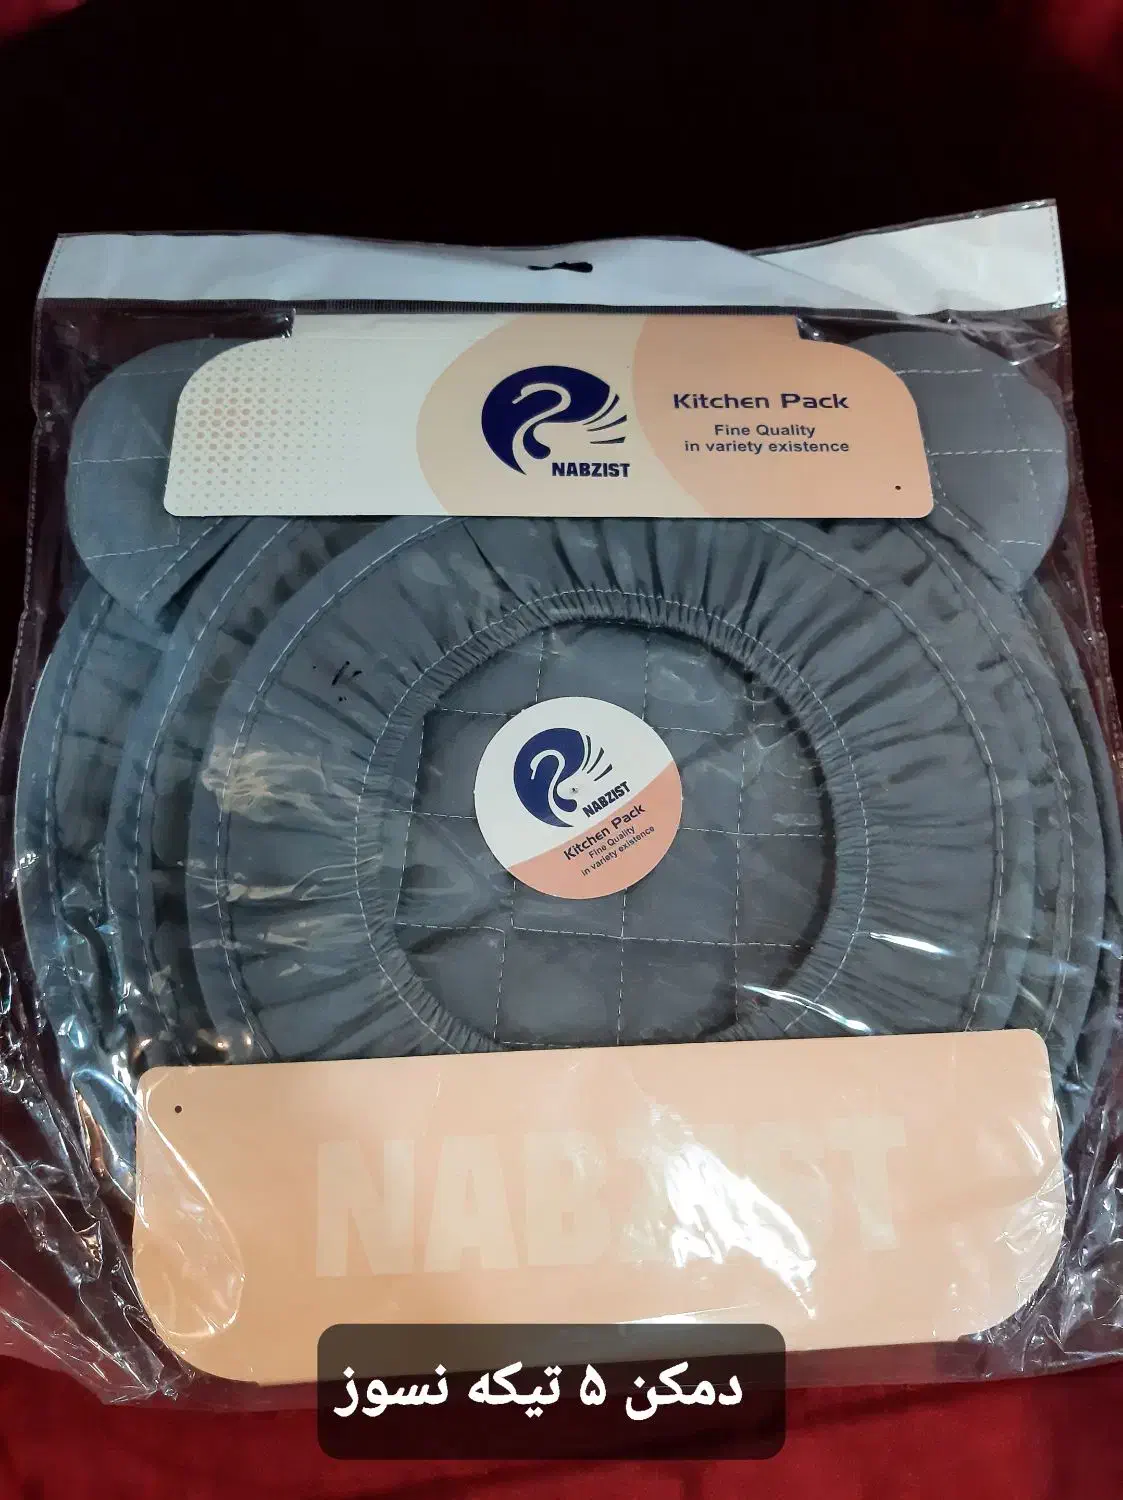 NABZIST
Kitchen Pack
Fine Quality
in variety existence
NABZIST
Kitchen Pack
Fine Quality
in variety existence
NABZIST
دمکن ۵ تیکه نسوز